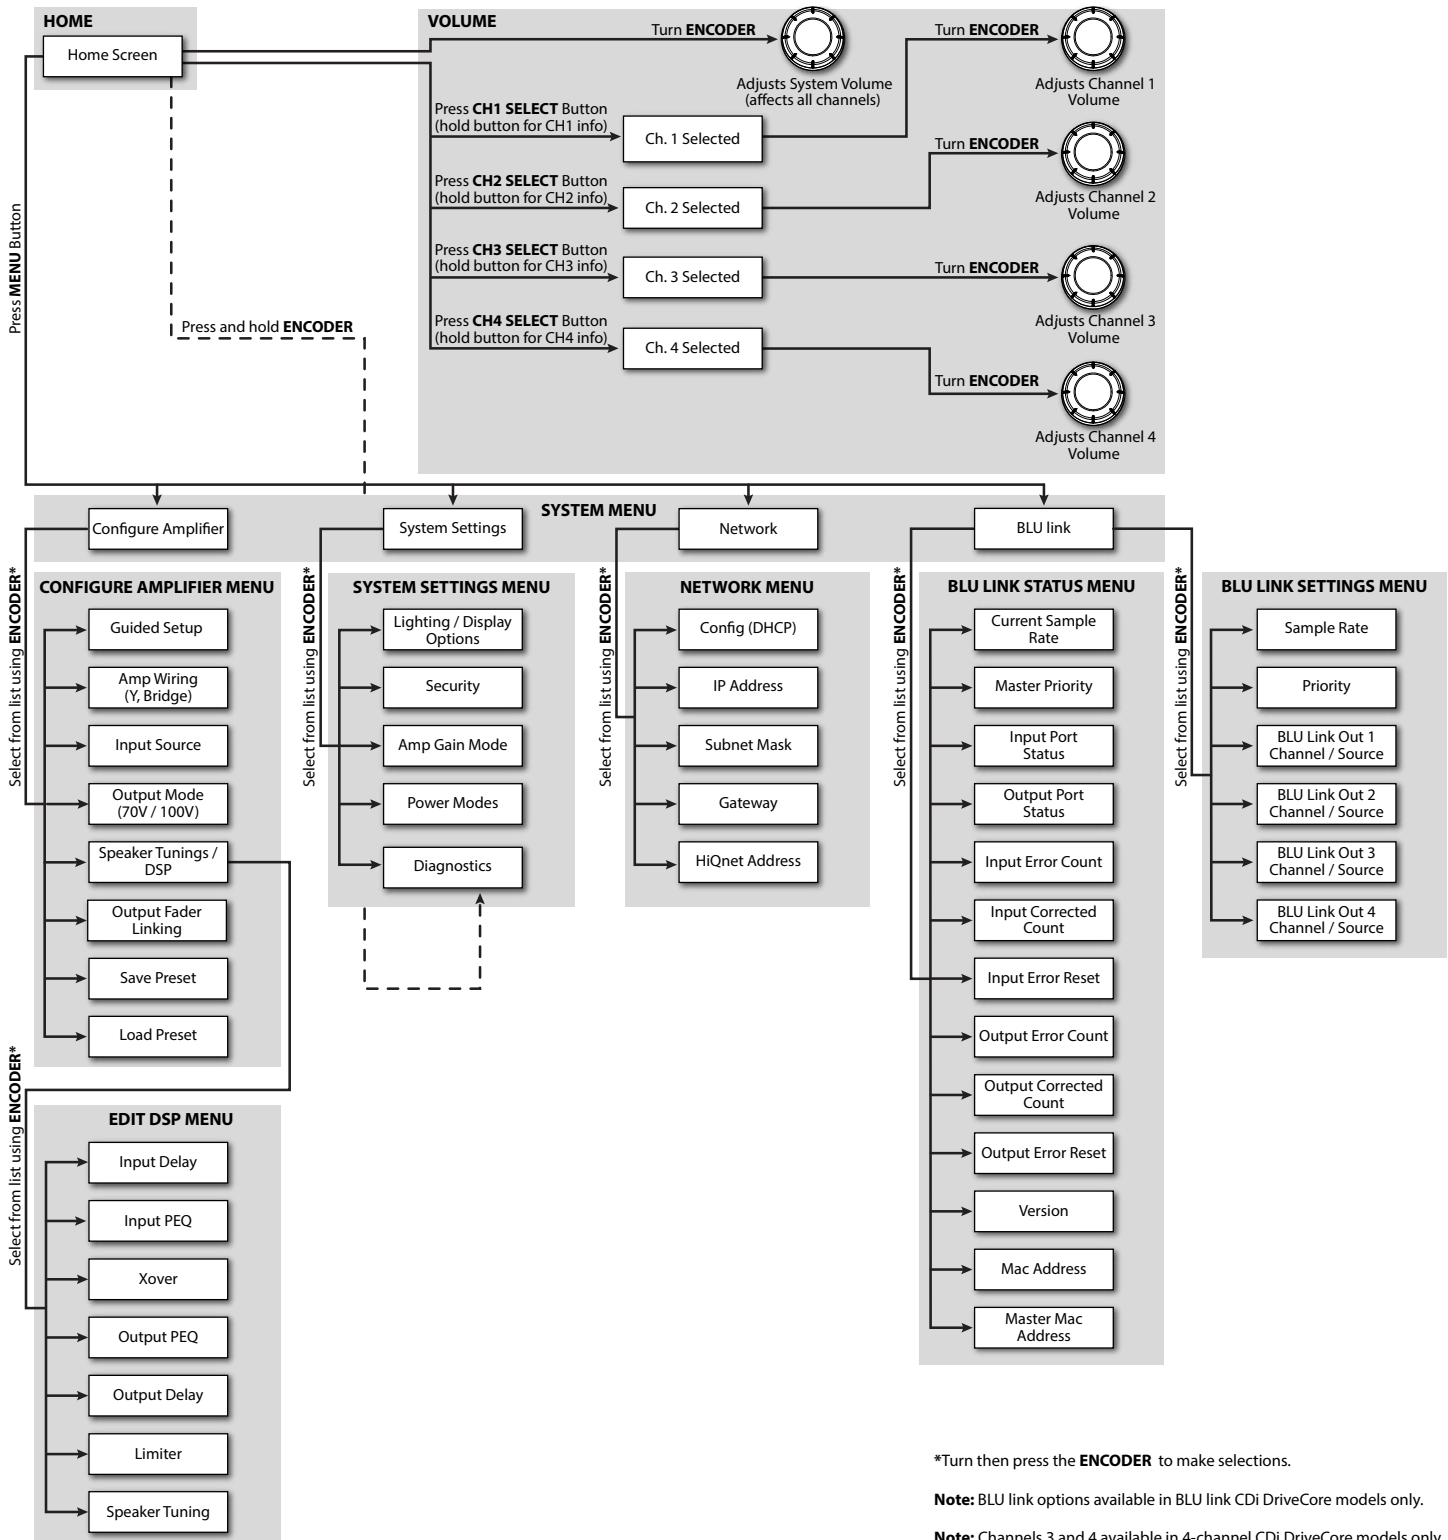 HOME
Home Screen
VOLUME
Turn ENCODER
Adjusts System Volume
(affects all channels)
Turn ENCODER
Adjusts Channel 1
Volume
Press CH1 SELECT Button
(hold button for CH1 info)
Ch. 1 Selected
Turn ENCODER
Adjusts Channel 2
Volume
Press CH2 SELECT Button
(hold button for CH2 info)
Ch. 2 Selected
Press CH3 SELECT Button
(hold button for CH3 info)
Ch. 3 Selected
Turn ENCODER
Adjusts Channel 3
Volume
Press CH4 SELECT Button
(hold button for CH4 info)
Ch. 4 Selected
Turn ENCODER
Adjusts Channel 4
Volume
Press MENU Button
Press and hold ENCODER
SYSTEM MENU
Configure Amplifier
System Settings
Network
BLU link
Select from list using ENCODER*
CONFIGURE AMPLIFIER MENU
Guided Setup
Amp Wiring
(Y, Bridge)
Input Source
Output Mode
(70V / 100V)
Speaker Tunings /
DSP
Output Fader
Linking
Save Preset
Load Preset
Select from list using ENCODER*
SYSTEM SETTINGS MENU
Lighting / Display
Options
Security
Amp Gain Mode
Power Modes
Diagnostics
Select from list using ENCODER*
NETWORK MENU
Config (DHCP)
IP Address
Subnet Mask
Gateway
HiQnet Address
Select from list using ENCODER*
BLU LINK STATUS MENU
Current Sample
Rate
Master Priority
Input Port
Status
Output Port
Status
Input Error Count
Input Corrected
Count
Input Error Reset
Output Error Count
Output Corrected
Count
Output Error Reset
Version
Mac Address
Master Mac
Address
Select from list using ENCODER*
BLU LINK SETTINGS MENU
Sample Rate
Priority
BLU Link Out 1
Channel / Source
BLU Link Out 2
Channel / Source
BLU Link Out 3
Channel / Source
BLU Link Out 4
Channel / Source
Select from list using ENCODER*
EDIT DSP MENU
Input Delay
Input PEQ
Xover
Output PEQ
Output Delay
Limiter
Speaker Tuning
*Turn then press the ENCODER to make selections.
Note: BLU link options available in BLU link CDi DriveCore models only.
Note: Channels 3 and 4 available in 4-channel CDi DriveCore models only.